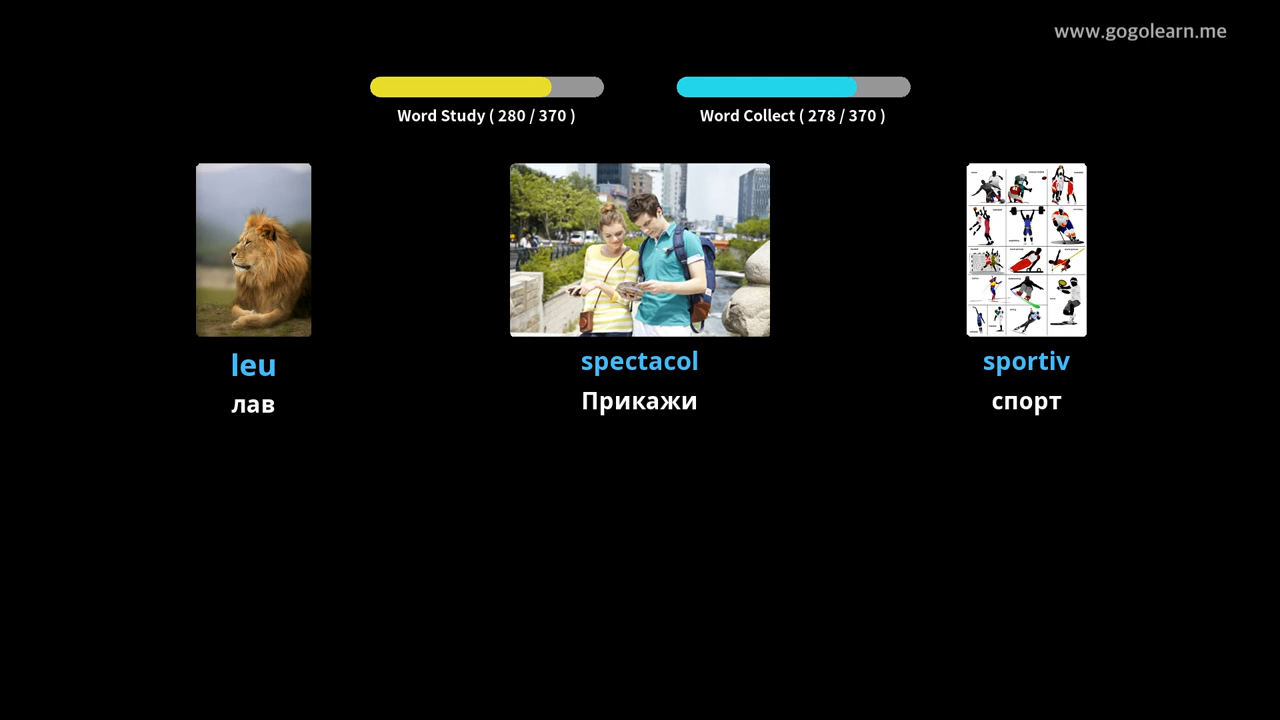 www.gogolearn.me
Word Study ( 280 / 370 )
Word Collect ( 278 / 370 )
leu
spectacol
sportiv
лав
Прикажи
спорт